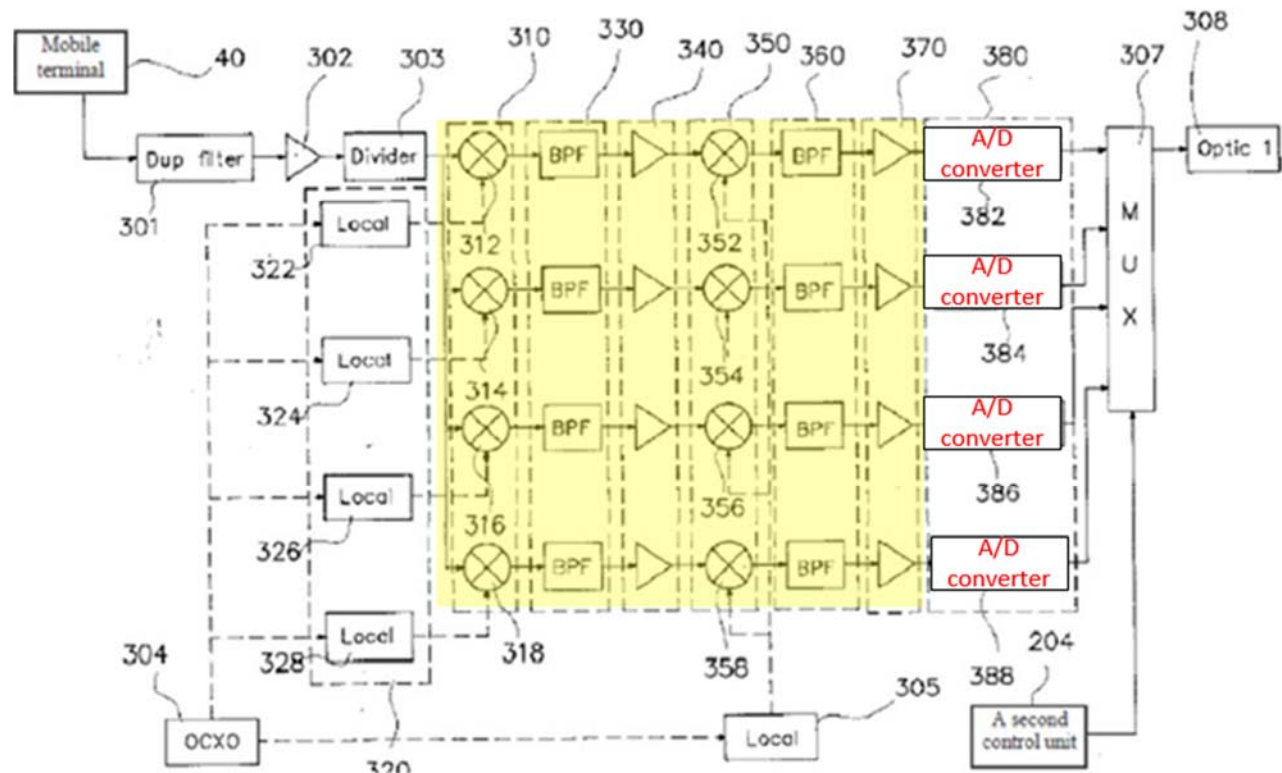 Mobile
terminal
40
302
303
310
330
340
350
360
370
380
307
308
Dup filter
301
Divider
BPF
BPF
A/D
converter
382
Optic 1
Local
322
312
352
M
U
X
BPF
BPF
A/D
converter
384
Local
324
314
354
BPF
BPF
A/D
converter
386
Local
326
316
356
BPF
BPF
A/D
converter
388
Local
328
318
358
304
OCXO
320
305
Local
204
A second
control unit